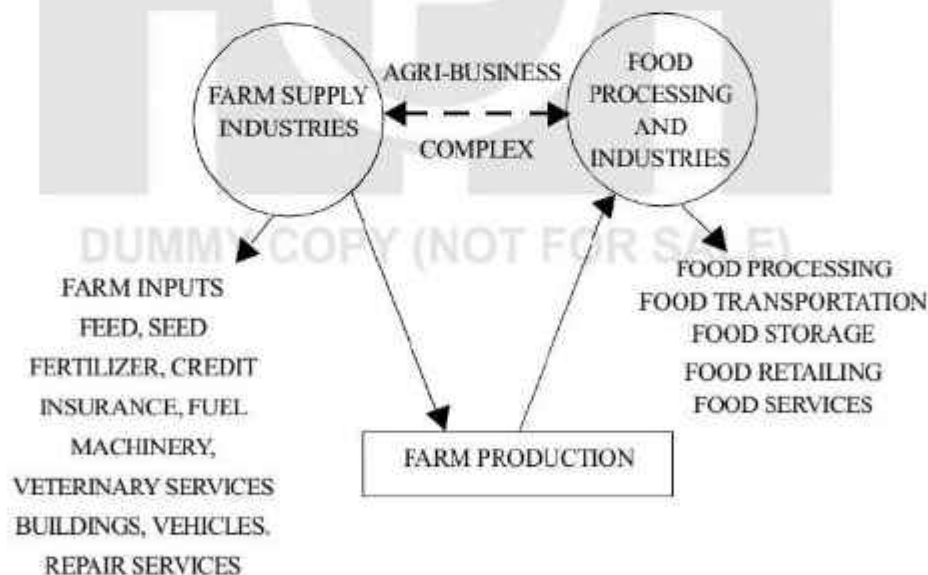 AGRI-BUSINESS
COMPLEX
FARM SUPPLY
INDUSTRIES
FOOD
PROCESSING
AND
INDUSTRIES
DUMMY COPY (NOT FOR SALE)
FARM INPUTS
FEED, SEED
FERTILIZER, CREDIT
INSURANCE, FUEL
MACHINERY,
VETERINARY SERVICES
BUILDINGS, VEHICLES,
REPAIR SERVICES
FOOD PROCESSING
FOOD TRANSPORTATION
FOOD STORAGE
FOOD RETAILING
FOOD SERVICES
FARM PRODUCTION